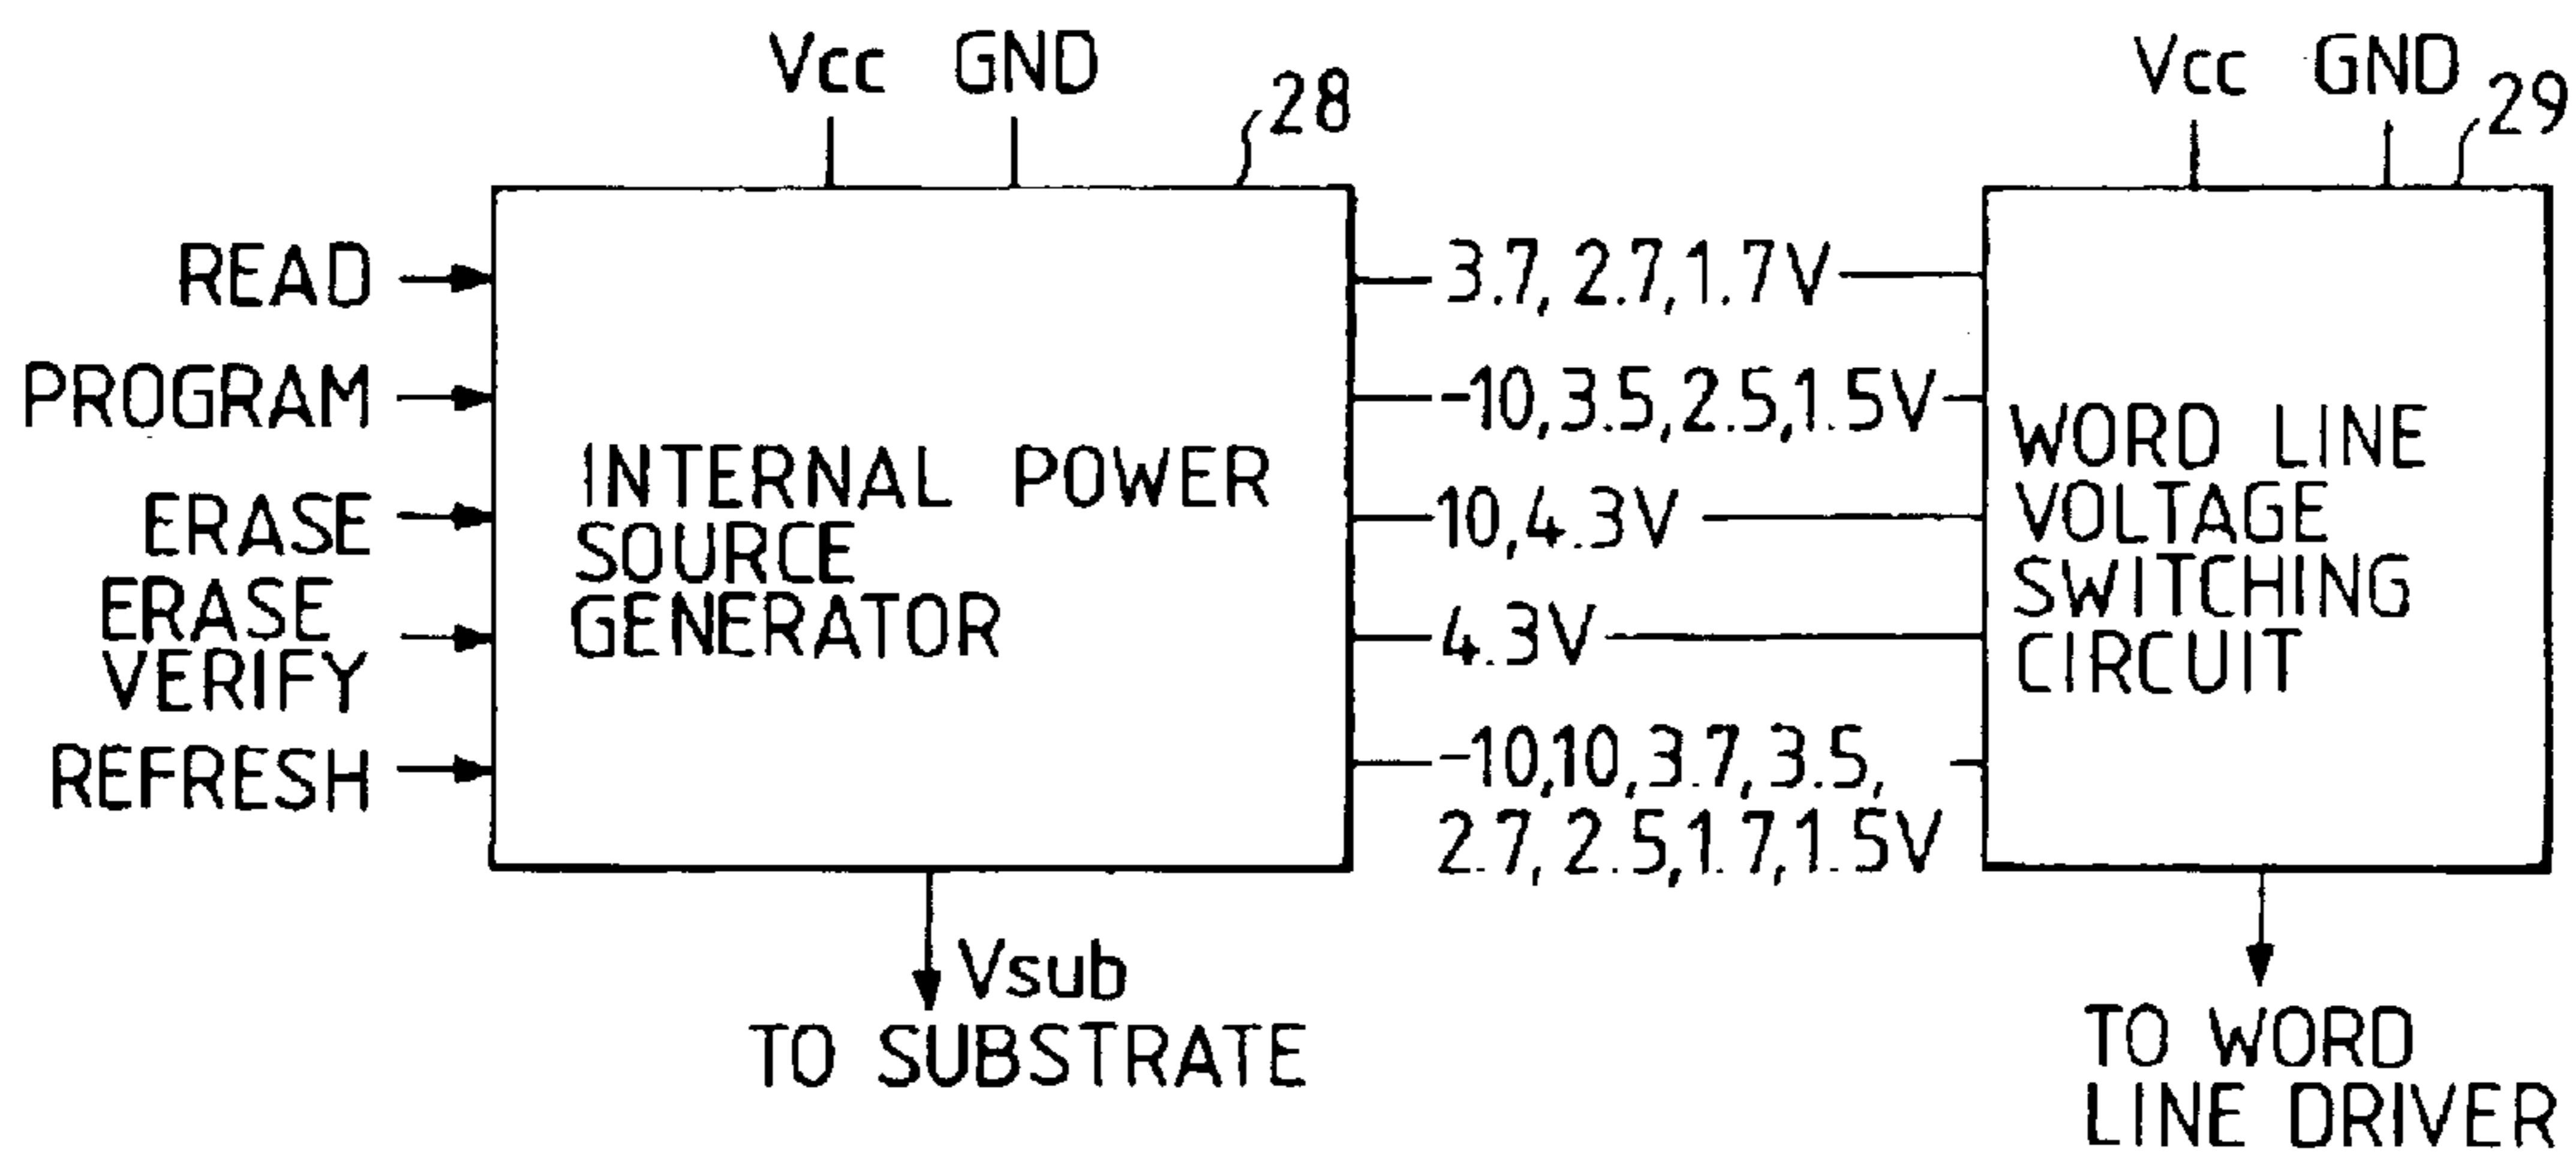 Vcc GND
28
Vcc GND
29
READ
PROGRAM
ERASE
ERASE
VERIFY
REFRESH
INTERNAL POWER
SOURCE
GENERATOR
3.7, 2.7, 1.7V
-10, 3.5, 2.5, 1.5V
10, 4.3V
4.3V
-10, 10, 3.7, 3.5,
2.7, 2.5, 1.7, 1.5V
WORD LINE
VOLTAGE
SWITCHING
CIRCUIT
Vsub
TO SUBSTRATE
TO WORD
LINE DRIVER